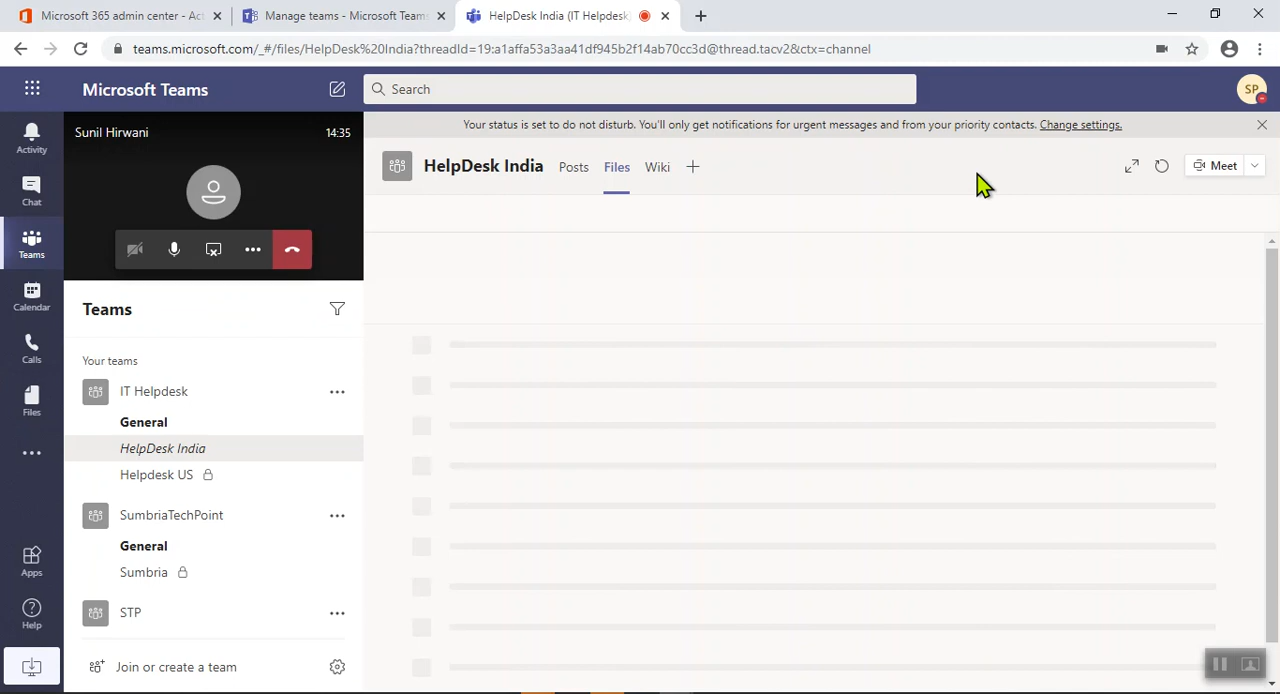 Microsoft 365 admin center - Act
Manage teams - Microsoft Teams
HelpDesk India (IT Helpdesk)
teams.microsoft.com/_#/files/HelpDesk%20India?threadId=19:a1affa53a3aa41df945b2f14ab70cc3d@thread.tacv2&ctx=channel
Microsoft Teams
Search
SP
Activity
Chat
Teams
Calendar
Calls
Files
Apps
Help
Sunil Hirwani
14:35
Your status is set to do not disturb. You'll only get notifications for urgent messages and from your priority contacts. Change settings.
HelpDesk India
Posts
Files
Wiki
Meet
Teams
Your teams
IT Helpdesk
General
HelpDesk India
Helpdesk US
SumbriaTechPoint
General
Sumbria
STP
Join or create a team